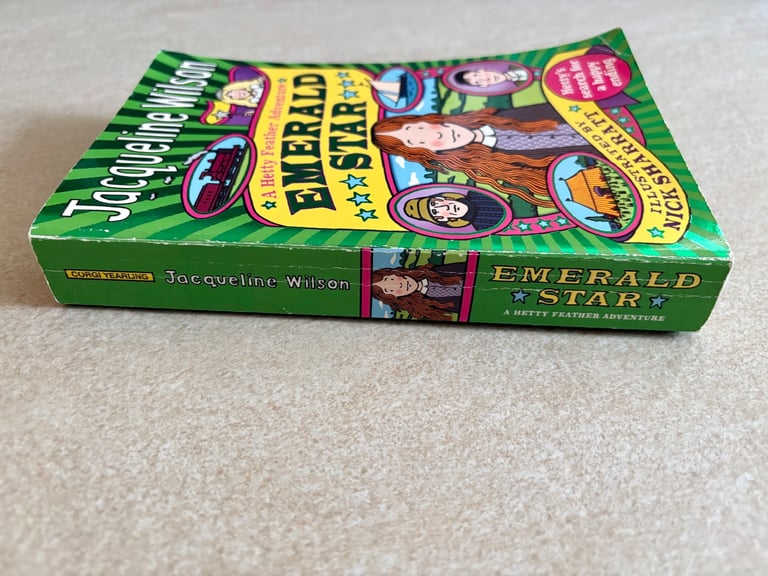 Jacqueline Wilson
A Hetty Feather Adventure
EMERALD
STAR
Hetty's
search for
a happy
ending
ILLUSTRATED BY
NICK SHARRATT
CORGI YEARLING
Jacqueline Wilson
EMERALD
STAR
A HETTY FEATHER ADVENTURE